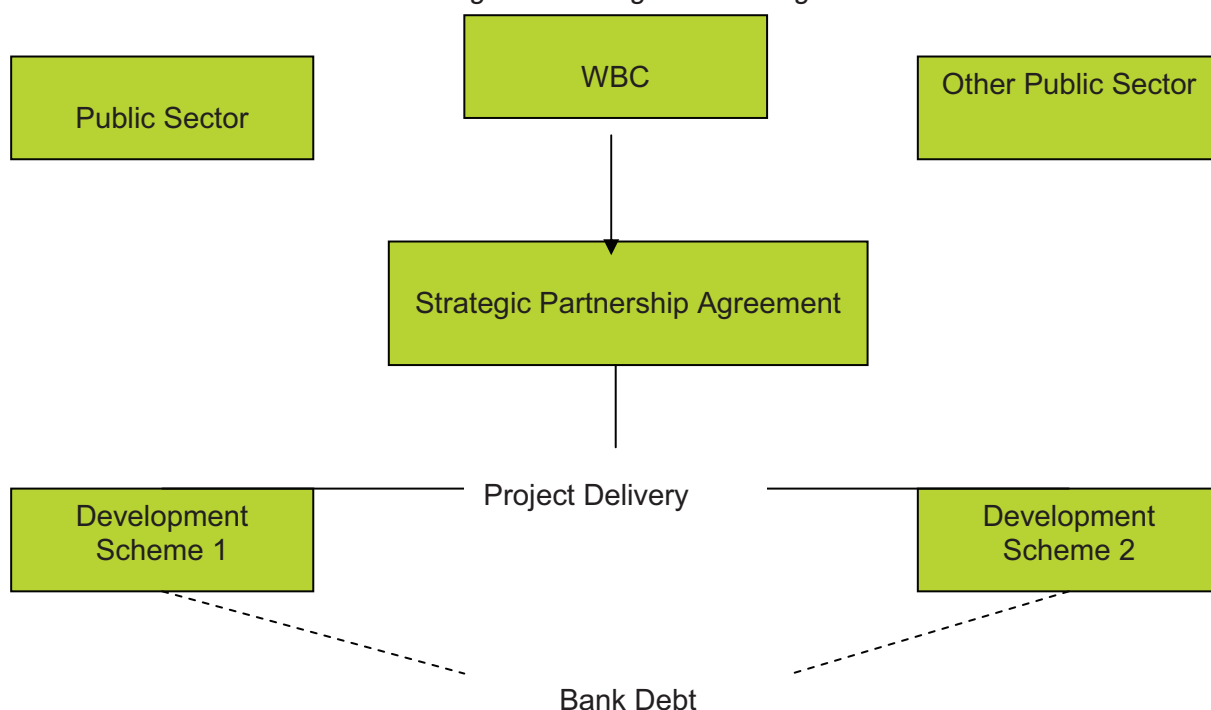 WBC
Other Public Sector
Public Sector
Strategic Partnership Agreement
Project Delivery
Development
Scheme 1
Development
Scheme 2
Bank Debt